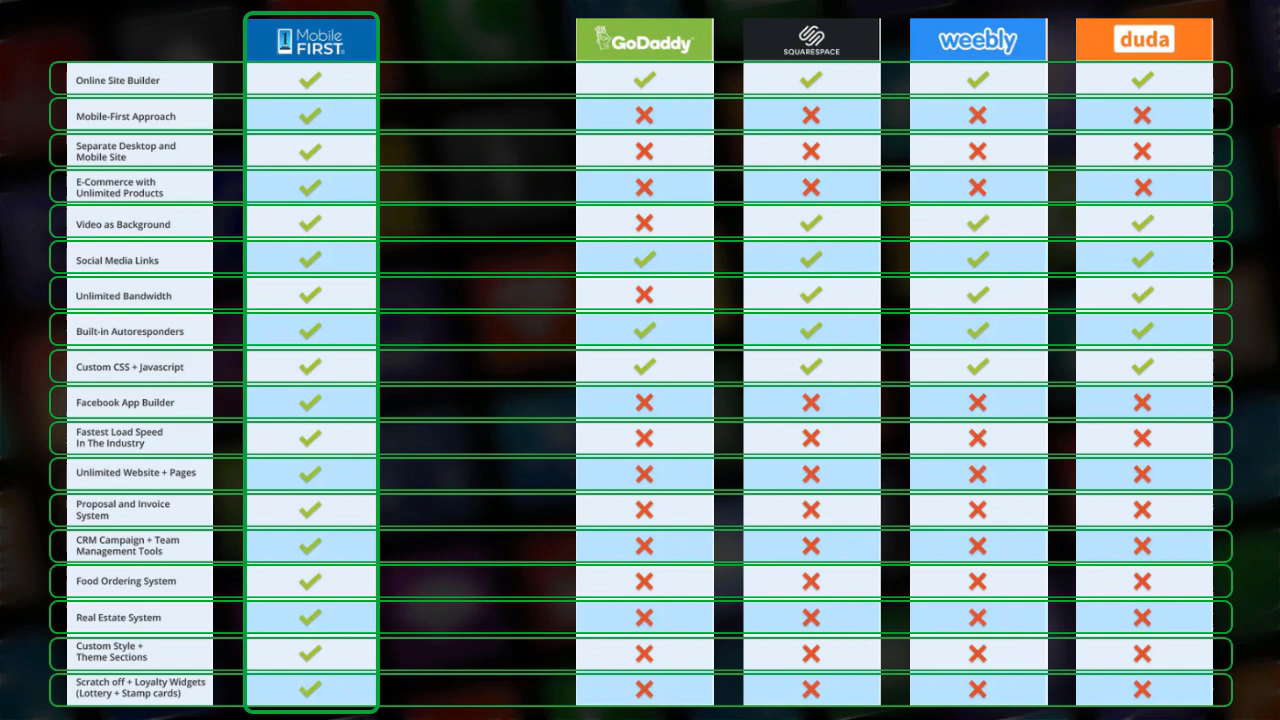 Mobile
FIRST
GoDaddy
SQUARESPACE
weebly
duda
Online Site Builder
Mobile-First Approach
Separate Desktop and
Mobile Site
E-Commerce with
Unlimited Products
Video as Background
Social Media Links
Unlimited Bandwidth
Built-in Autoresponders
Custom CSS + Javascript
Facebook App Builder
Fastest Load Speed
In The Industry
Unlimited Website + Pages
Proposal and Invoice
System
CRM Campaign + Team
Management Tools
Food Ordering System
Real Estate System
Custom Style +
Theme Sections
Scratch off + Loyalty Widgets
(Lottery + Stamp cards)